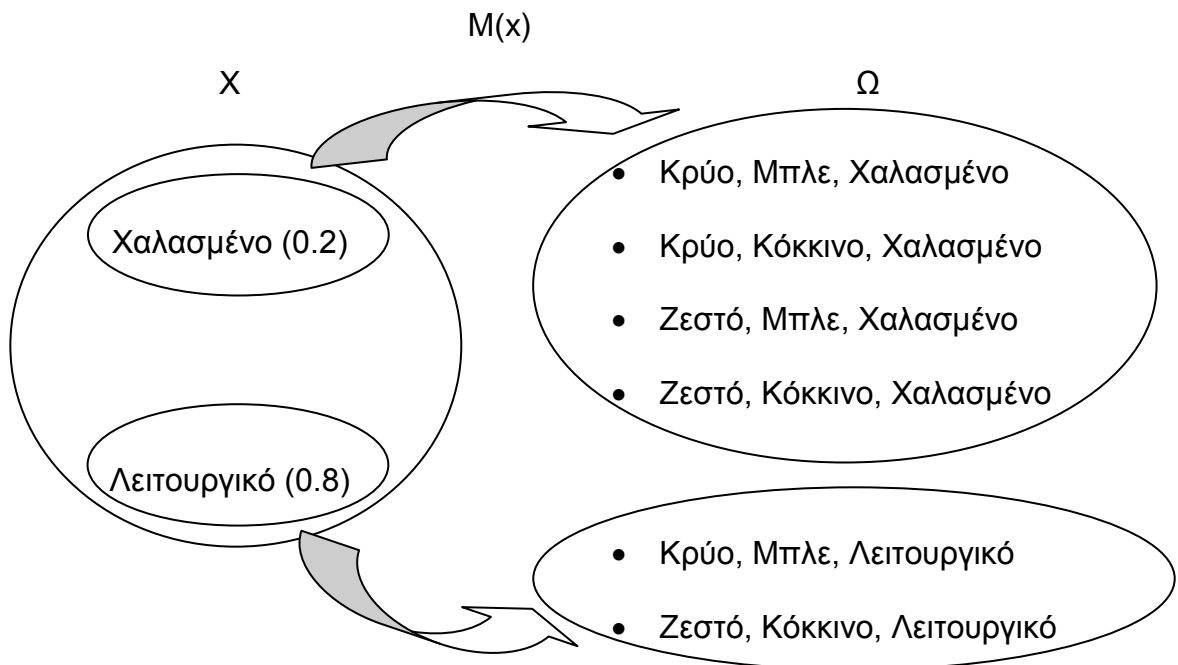 M(x)
X
Ω
• Κρύο, Μπλε, Χαλασμένο
Χαλασμένο (0.2)
• Κρύο, Κόκκινο, Χαλασμένο
• Ζεστό, Μπλε, Χαλασμένο
• Ζεστό, Κόκκινο, Χαλασμένο
Λειτουργικό (0.8)
• Κρύο, Μπλε, Λειτουργικό
• Ζεστό, Κόκκινο, Λειτουργικό